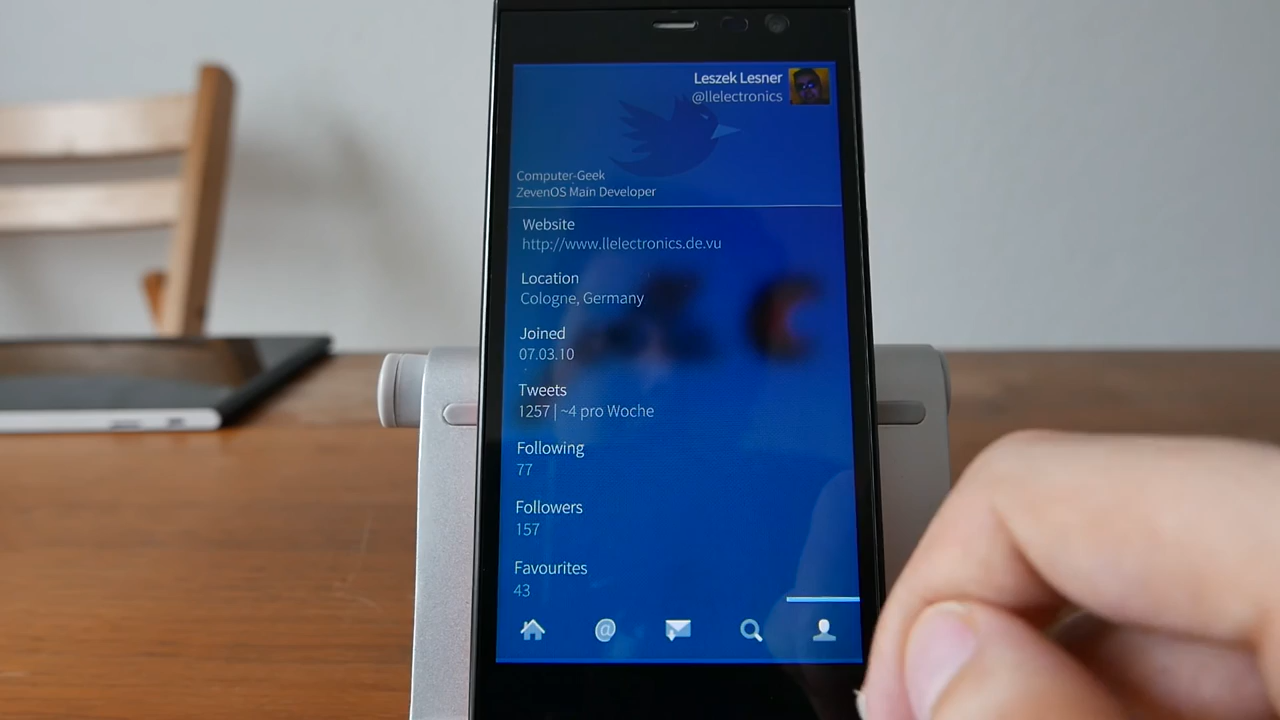 Leszek Lesner
@llelectronics
Computer-Geek
ZevenOS Main Developer
Website
http://www.llelectronics.de.vu
Location
Cologne, Germany
Joined
07.03.10
Tweets
1257 | ~4 pro Woche
Following
77
Followers
157
Favourites
43